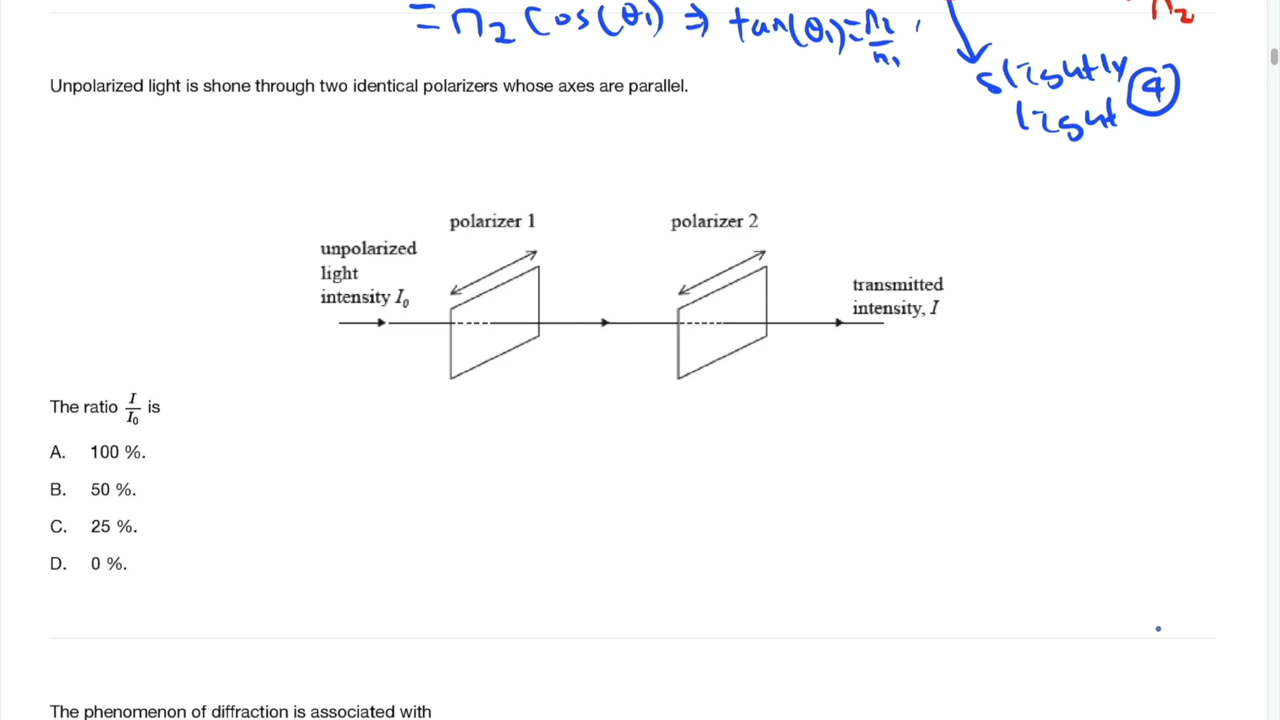 = n₂ cos(θ₁) ⇒ tan(θ₁) = n₂/n₁
n₂
slightly
light ④
Unpolarized light is shone through two identical polarizers whose axes are parallel.
polarizer 1
polarizer 2
unpolarized
light
intensity I₀
transmitted
intensity, I
The ratio I/I₀ is
A. 100 %.
B. 50 %.
C. 25 %.
D. 0 %.
The phenomenon of diffraction is associated with